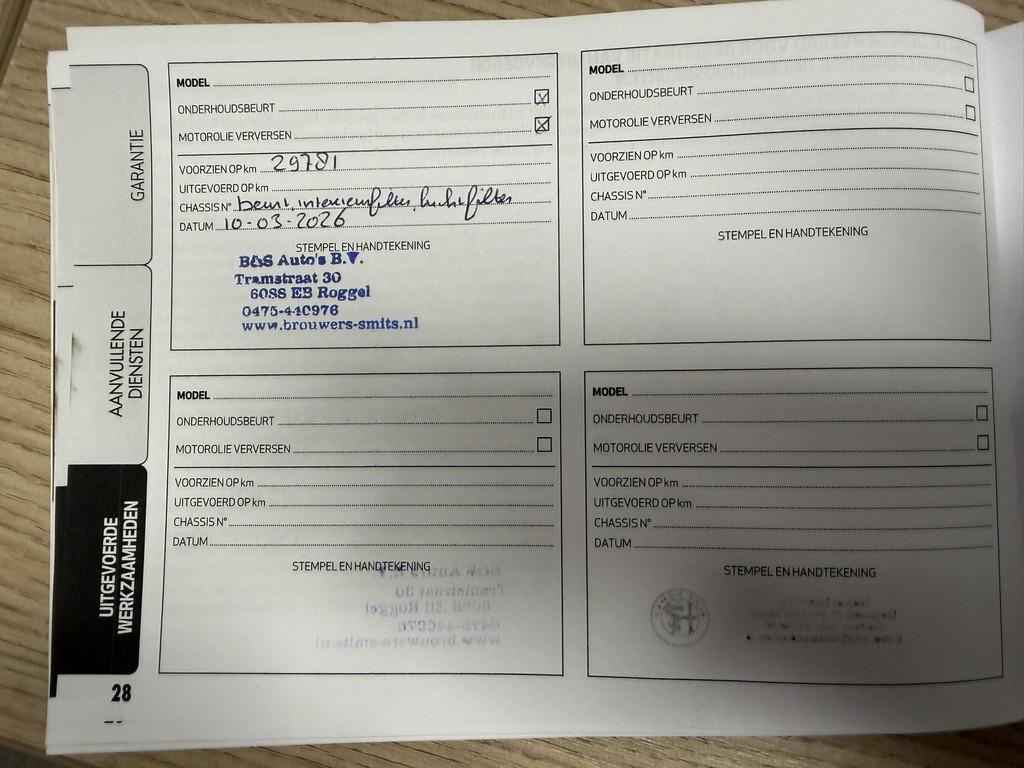 GARANTIE
AANVULLENDE
DIENSTEN
UITGEVOERDE
WERKZAAMHEDEN
28
MODEL
ONDERHOUDSBEURT
MOTOROLIE VERVERSEN
VOORZIEN OP km 29781
UITGEVOERD OP km
CHASSIS N° beurt, interieurfilter, luchtfilter
DATUM 10-03-2026
STEMPEL EN HANDTEKENING
B&S Auto's B.V.
Tramstraat 30
6088 EB Roggel
0475-440976
www.brouwers-smits.nl
MODEL
ONDERHOUDSBEURT
MOTOROLIE VERVERSEN
VOORZIEN OP km
UITGEVOERD OP km
CHASSIS N°
DATUM
STEMPEL EN HANDTEKENING
MODEL
ONDERHOUDSBEURT
MOTOROLIE VERVERSEN
VOORZIEN OP km
UITGEVOERD OP km
CHASSIS N°
DATUM
STEMPEL EN HANDTEKENING
MODEL
ONDERHOUDSBEURT
MOTOROLIE VERVERSEN
VOORZIEN OP km
UITGEVOERD OP km
CHASSIS N°
DATUM
STEMPEL EN HANDTEKENING